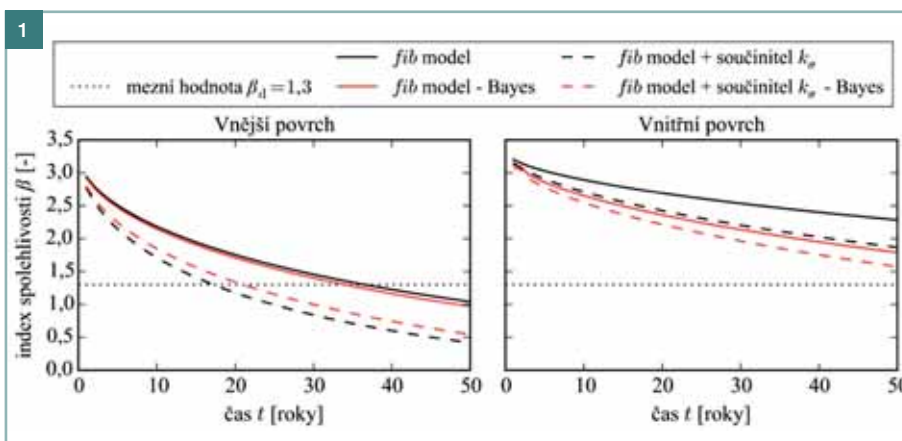 1
fib model
fib model + součinitel kₑ
mezní hodnota βd = 1,3
fib model - Bayes
fib model + součinitel kₑ - Bayes
Vnější povrch
Vnitřní povrch
index spolehlivosti β [-]
3,5
3,0
2,5
2,0
1,5
1,0
0,5
0,0
0 10 20 30 40 50
0 10 20 30 40 50
čas t [roky]
čas t [roky]